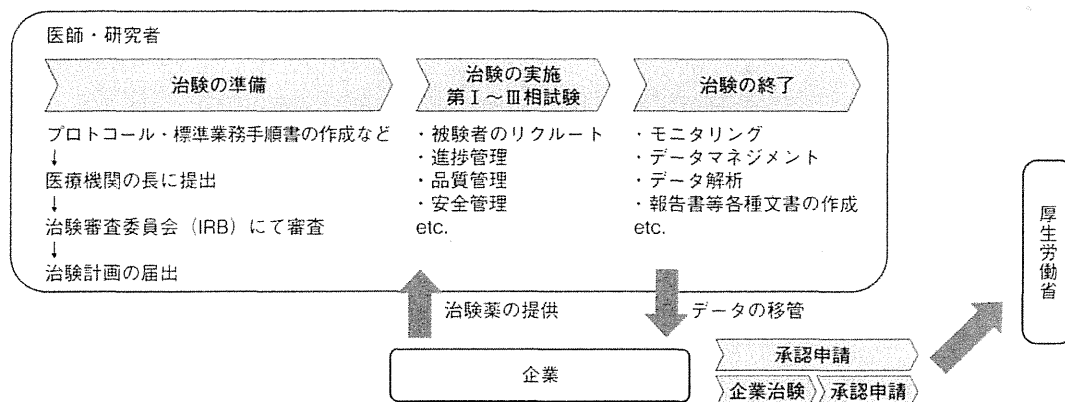 医師・研究者
治験の準備
プロトコール・標準業務手順書の作成など
↓
医療機関の長に提出
↓
治験審査委員会（IRB）にて審査
↓
治験計画の届出
治験の実施
第Ⅰ～Ⅲ相試験
・被験者のリクルート
・進捗管理
・品質管理
・安全管理
etc.
治験の終了
・モニタリング
・データマネジメント
・データ解析
・報告書等各種文書の作成
etc.
治験薬の提供
データの移管
企業
承認申請
企業治験
承認申請
厚生労働省